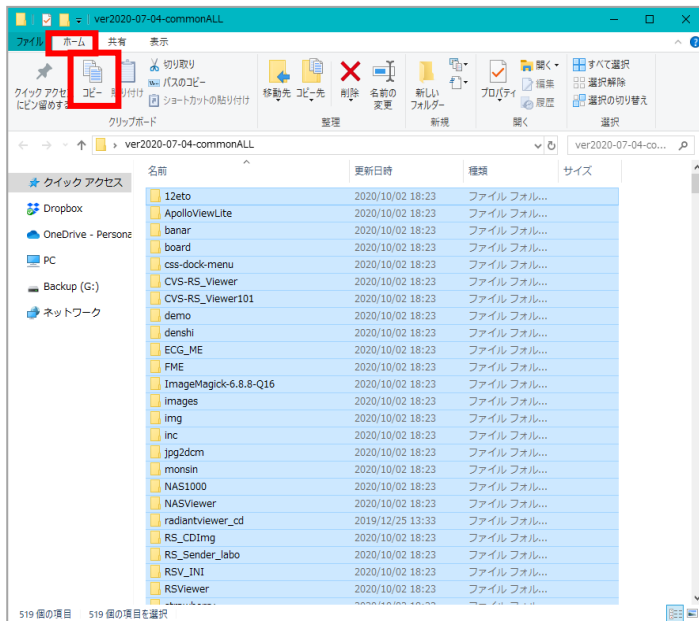 ver2020-07-04-commonALL
ファイル ホーム 共有 表示
クイック アクセ
にピン留めする
コピー
貼り付け
切り取り
パスのコピー
ショートカットの貼り付け
クリップボード
移動先 コピー先 削除 名前の
変更
整理
新しい
フォルダー
新規
プロパティ
開く
編集
履歴
開く
すべて選択
選択解除
選択の切り替え
選択
ver2020-07-04-commonALL
ver2020-07-04-co...
クイック アクセス
Dropbox
OneDrive - Persona
PC
Backup (G:)
ネットワーク
名前 更新日時 種類 サイズ
12eto 2020/10/02 18:23 ファイル フォル...
ApolloViewLite 2020/10/02 18:23 ファイル フォル...
banar 2020/10/02 18:23 ファイル フォル...
board 2020/10/02 18:23 ファイル フォル...
css-dock-menu 2020/10/02 18:23 ファイル フォル...
CVS-RS_Viewer 2020/10/02 18:23 ファイル フォル...
CVS-RS_Viewer101 2020/10/02 18:23 ファイル フォル...
demo 2020/10/02 18:23 ファイル フォル...
denshi 2020/10/02 18:23 ファイル フォル...
ECG_ME 2020/10/02 18:23 ファイル フォル...
FME 2020/10/02 18:23 ファイル フォル...
ImageMagick-6.8.8-Q16 2020/10/02 18:23 ファイル フォル...
images 2020/10/02 18:23 ファイル フォル...
img 2020/10/02 18:23 ファイル フォル...
inc 2020/10/02 18:23 ファイル フォル...
jpg2dcm 2020/10/02 18:23 ファイル フォル...
monsin 2020/10/02 18:23 ファイル フォル...
NAS1000 2020/10/02 18:23 ファイル フォル...
NASViewer 2020/10/02 18:23 ファイル フォル...
radiantviewer_cd 2019/12/25 13:33 ファイル フォル...
RS_CDImg 2020/10/02 18:23 ファイル フォル...
RS_Sender_labo 2020/10/02 18:23 ファイル フォル...
RSV_INI 2020/10/02 18:23 ファイル フォル...
RSViewer 2020/10/02 18:23 ファイル フォル...
519 個の項目 519 個の項目を選択